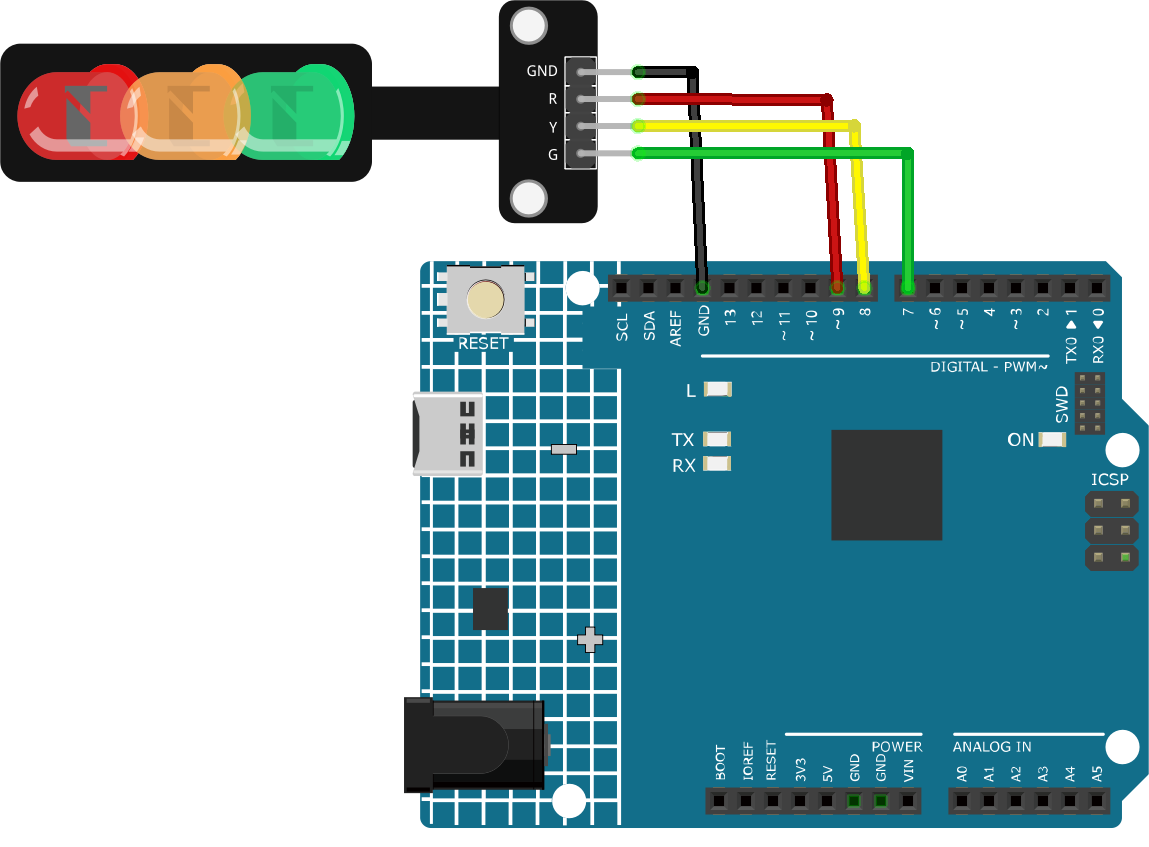 GND
R
Y
G
RESET
SCL
SDA
AREF
GND
13
12
~11
~10
~9
8
7
~6
~5
4
~3
2
TX0 ▶ 1
RX0 ◀ 0
DIGITAL - PWM~
L
TX
RX
ON
SWD
ICSP
POWER
ANALOG IN
BOOT
IOREF
RESET
3V3
5V
GND
GND
VIN
A0
A1
A2
A3
A4
A5